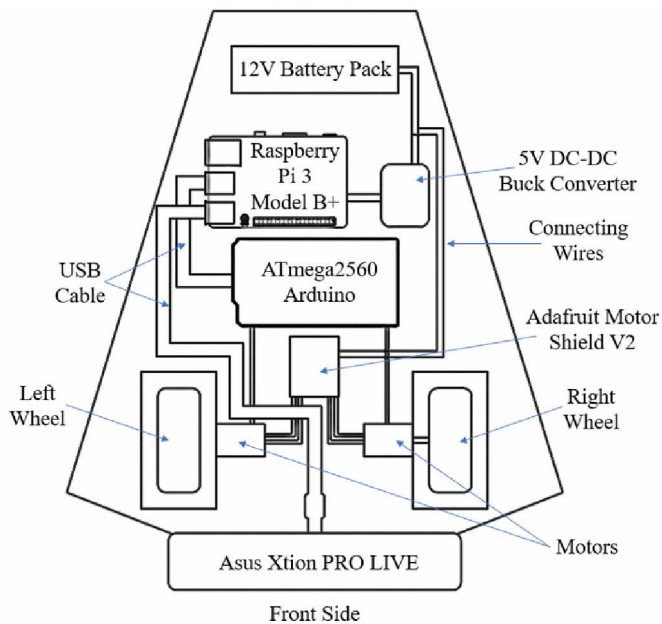 12V Battery Pack
Raspberry
Pi 3
Model B+
5V DC-DC
Buck Converter
Connecting
Wires
USB
Cable
ATmega2560
Arduino
Adafruit Motor
Shield V2
Left
Wheel
Right
Wheel
Motors
Asus Xtion PRO LIVE
Front Side